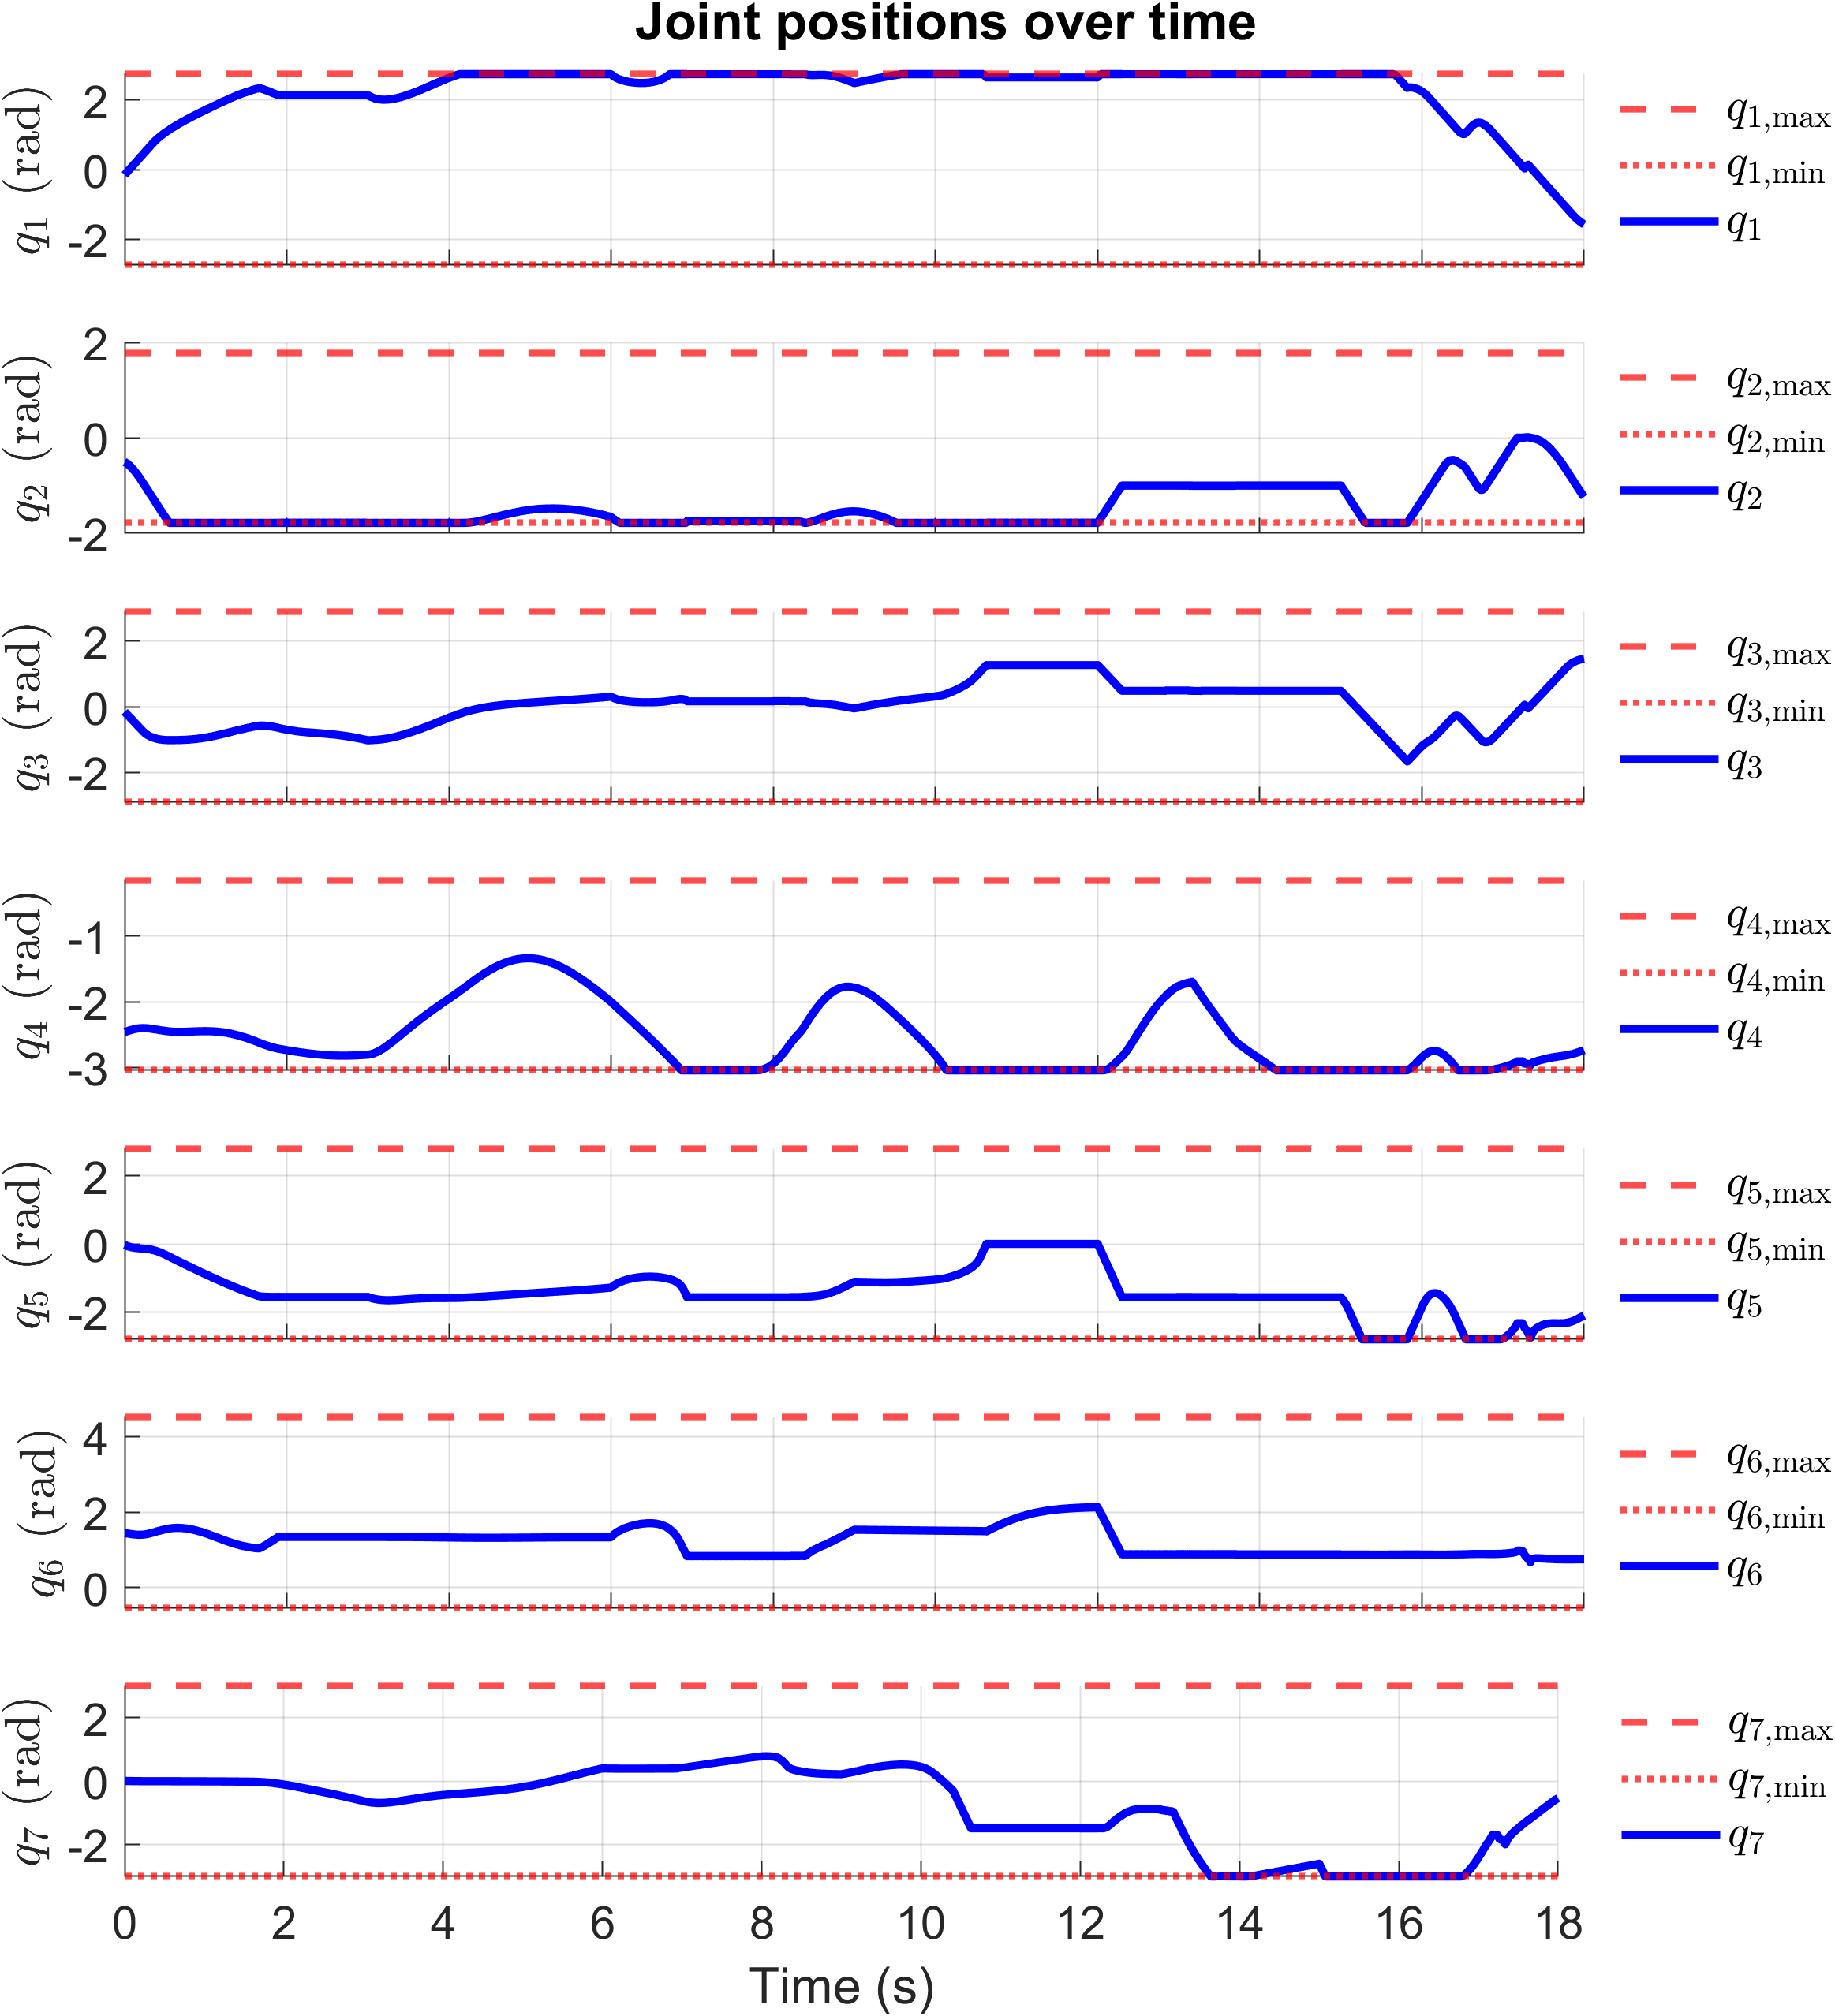 Joint positions over time
q1 (rad)
2
0
-2
q1,max
q1,min
q1
q2 (rad)
2
0
-2
q2,max
q2,min
q2
q3 (rad)
2
0
-2
q3,max
q3,min
q3
q4 (rad)
-1
-2
-3
q4,max
q4,min
q4
q5 (rad)
2
0
-2
q5,max
q5,min
q5
q6 (rad)
4
2
0
q6,max
q6,min
q6
q7 (rad)
2
0
-2
q7,max
q7,min
q7
0 2 4 6 8 10 12 14 16 18
Time (s)